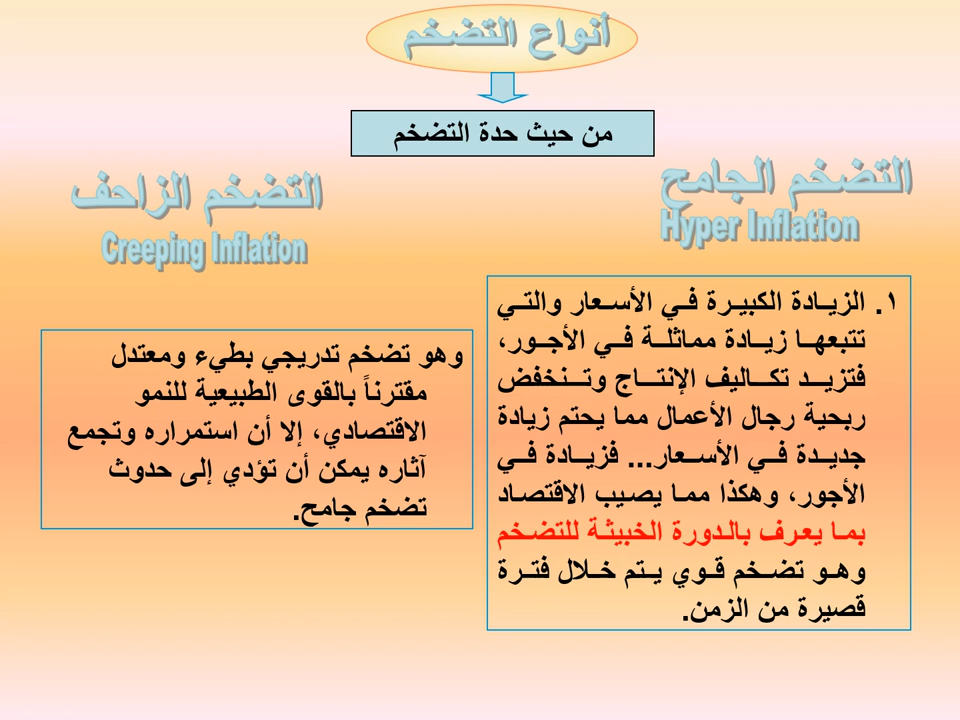 أنواع التضخم
من حيث حدة التضخم
التضخم الجامح
Hyper Inflation
١. الزيادة الكبيرة في الأسعار والتي
تتبعها زيادة مماثلة في الأجور،
فتزيد تكاليف الإنتاج وتنخفض
ربحية رجال الأعمال مما يحتم زيادة
جديدة في الأسعار... فزيادة في
الأجور، وهكذا مما يصيب الاقتصاد
بما يعرف بالدورة الخبيثة للتضخم
وهو تضخم قوي يتم خلال فترة
قصيرة من الزمن.
التضخم الزاحف
Creeping Inflation
وهو تضخم تدريجي بطيء ومعتدل
مقترناً بالقوى الطبيعية للنمو
الاقتصادي، إلا أن استمراره وتجمع
آثاره يمكن أن تؤدي إلى حدوث
تضخم جامح.